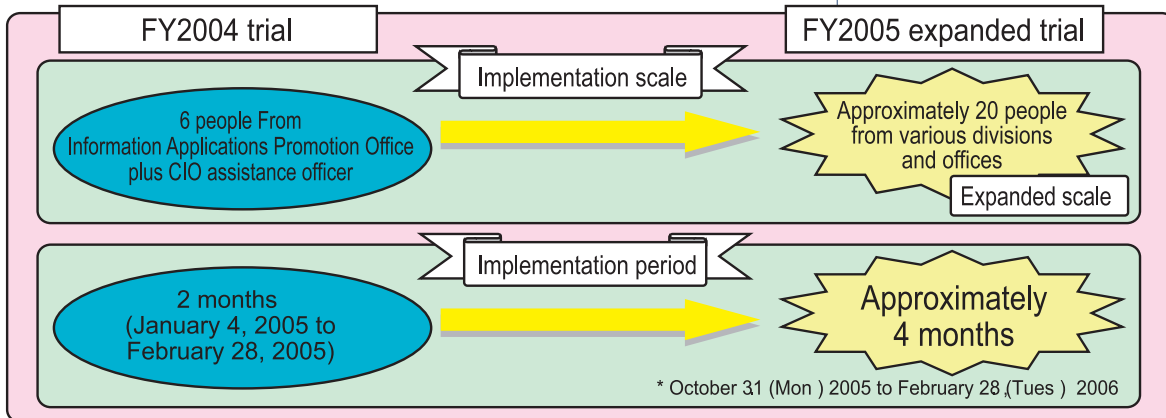 FY2004 trial
FY2005 expanded trial
Implementation scale
6 people From
Information Applications Promotion Office
plus CIO assistance officer
Approximately 20 people
from various divisions
and offices
Expanded scale
Implementation period
2 months
(January 4, 2005 to
February 28, 2005)
Approximately
4 months
* October 31 (Mon ) 2005 to February 28, (Tues ) 2006